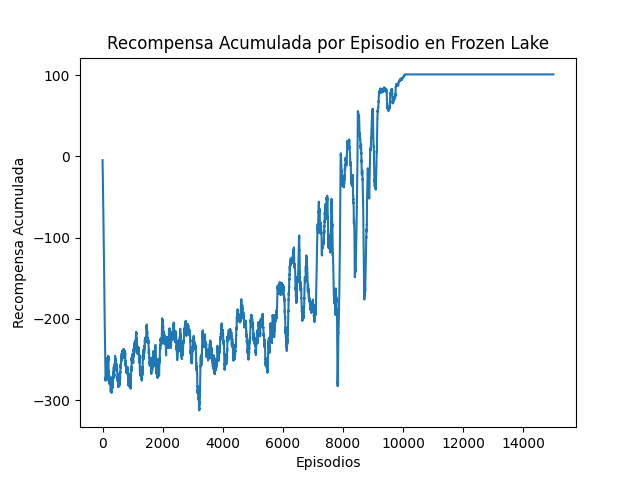 Recompensa Acumulada por Episodio en Frozen Lake
100
0
−100
−200
−300
Recompensa Acumulada
0 2000 4000 6000 8000 10000 12000 14000
Episodios